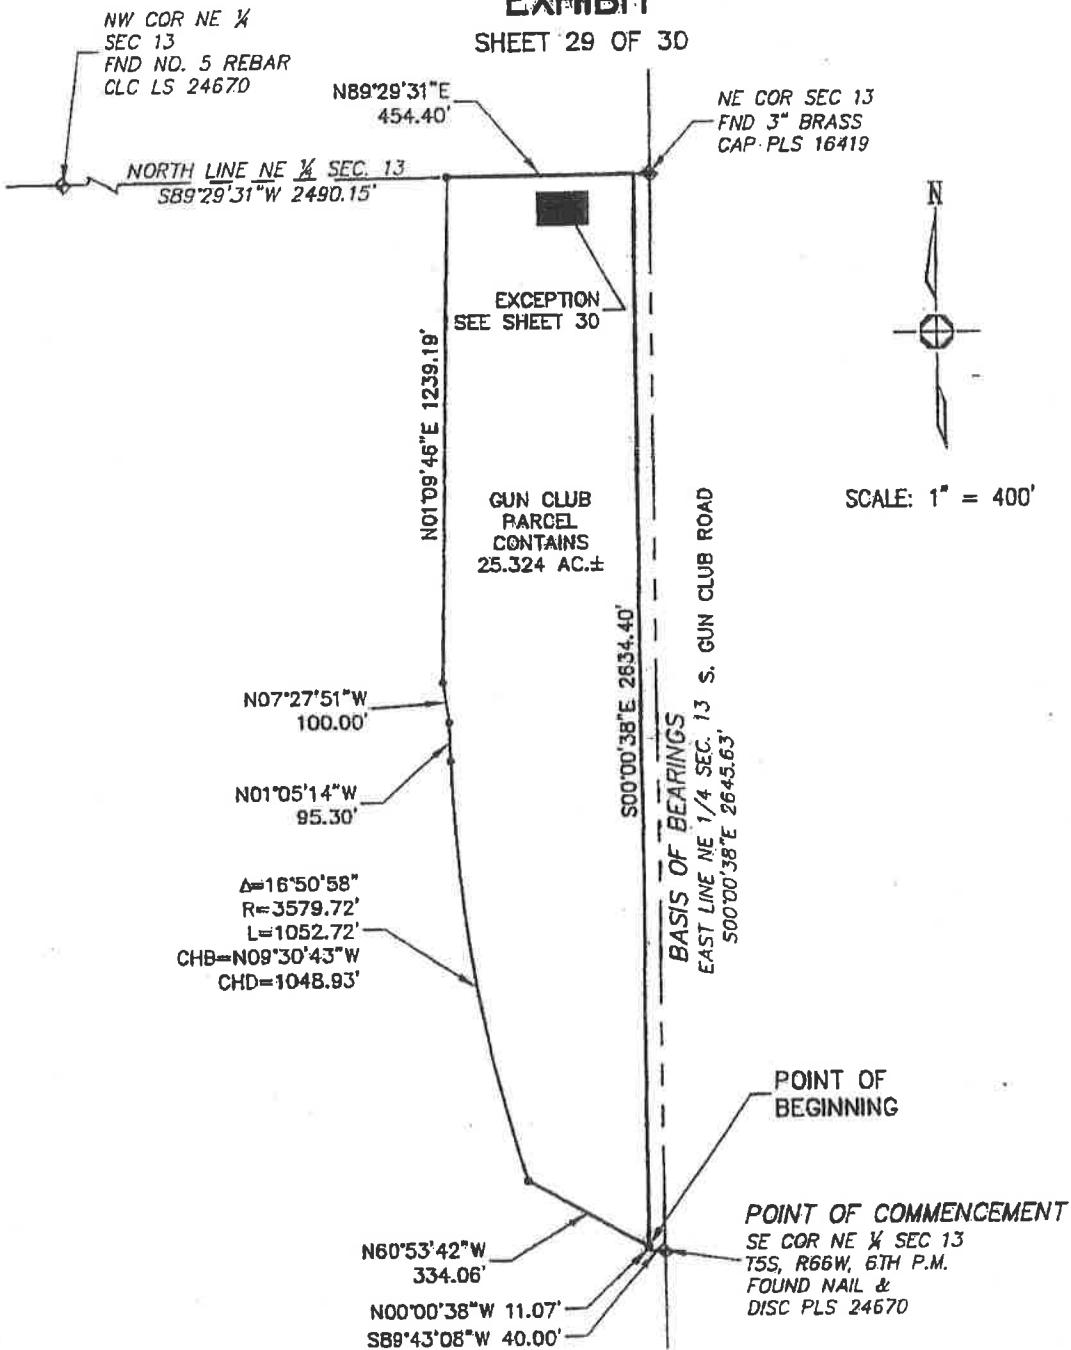 EXHIBIT
SHEET 29 OF 30
NW COR NE ¼
SEC 13
FND NO. 5 REBAR
CLC LS 24670
N89°29'31"E
454.40'
NE COR SEC 13
FND 3" BRASS
CAP PLS 16419
NORTH LINE NE ¼ SEC. 13
S89°29'31"W 2490.15'
N
EXCEPTION
SEE SHEET 30
N01°09'46"E 1239.19'
SCALE: 1" = 400'
GUN CLUB
PARCEL
CONTAINS
25.324 AC.±
S00°00'38"E 2634.40'
BASIS OF BEARINGS
EAST LINE NE 1/4 SEC. 13
S00°00'38"E 2645.63'
S. GUN CLUB ROAD
N07°27'51"W
100.00'
N01°05'14"W
95.30'
Δ=16°50'58"
R=3579.72'
L=1052.72'
CHB=N09°30'43"W
CHD=1048.93'
POINT OF
BEGINNING
POINT OF COMMENCEMENT
SE COR NE ¼ SEC 13
T5S, R66W, 6TH P.M.
FOUND NAIL &
DISC PLS 24670
N60°53'42"W
334.06'
N00°00'38"W 11.07'
S89°43'08"W 40.00'